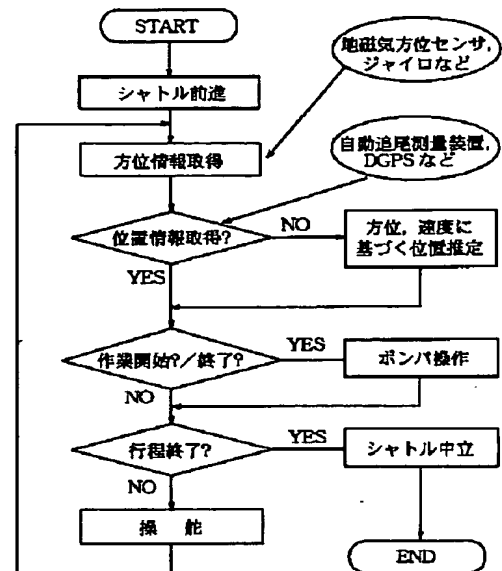 START
地磁気方位センサ,
ジャイロなど
シャトル前進
方位情報取得
自動追尾測量装置,
DGPSなど
位置情報取得?
NO
方位,速度に
基づく位置推定
YES
作業開始?/終了?
YES
ポンパ操作
NO
行程終了?
YES
シャトル中立
NO
操 舵
END